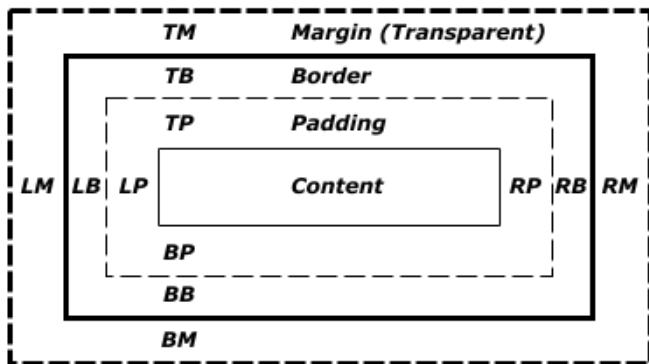 TM Margin (Transparent)
TB Border
TP Padding
LM LB LP Content RP RB RM
BP
BB
BM